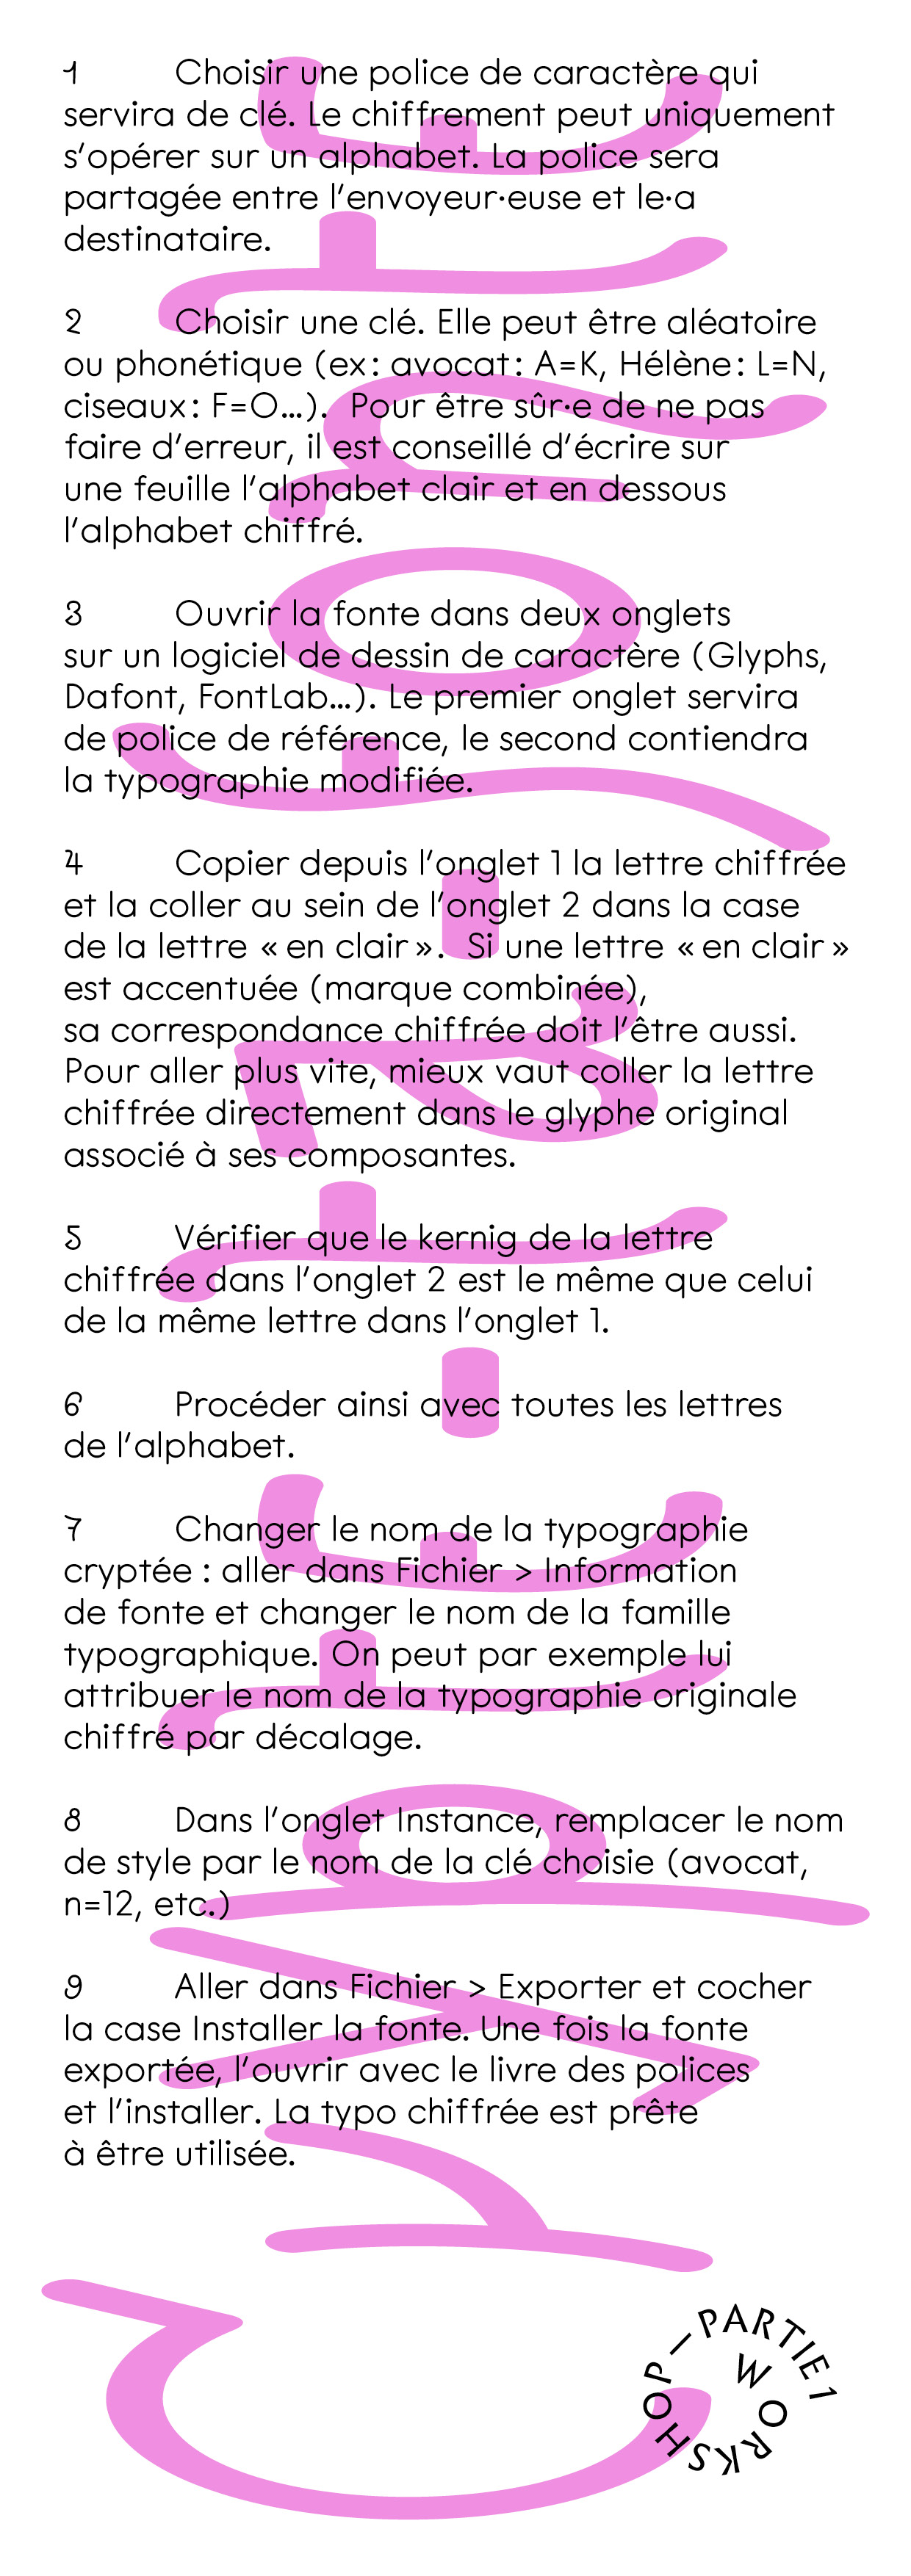 1 Choisir une police de caractère qui
servira de clé. Le chiffrement peut uniquement
s’opérer sur un alphabet. La police sera
partagée entre l’envoyeur·euse et le·a
destinataire.
2 Choisir une clé. Elle peut être aléatoire
ou phonétique (ex : avocat : A=K, Hélène : L=N,
ciseaux : F=O…). Pour être sûr·e de ne pas
faire d’erreur, il est conseillé d’écrire sur
une feuille l’alphabet clair et en dessous
l’alphabet chiffré.
3 Ouvrir la fonte dans deux onglets
sur un logiciel de dessin de caractère (Glyphs,
Dafont, FontLab…). Le premier onglet servira
de police de référence, le second contiendra
la typographie modifiée.
4 Copier depuis l’onglet 1 la lettre chiffrée
et la coller au sein de l’onglet 2 dans la case
de la lettre « en clair ». Si une lettre « en clair »
est accentuée (marque combinée),
sa correspondance chiffrée doit l’être aussi.
Pour aller plus vite, mieux vaut coller la lettre
chiffrée directement dans le glyphe original
associé à ses composantes.
5 Vérifier que le kernig de la lettre
chiffrée dans l’onglet 2 est le même que celui
de la même lettre dans l’onglet 1.
6 Procéder ainsi avec toutes les lettres
de l’alphabet.
7 Changer le nom de la typographie
cryptée : aller dans Fichier > Information
de fonte et changer le nom de la famille
typographique. On peut par exemple lui
attribuer le nom de la typographie originale
chiffré par décalage.
8 Dans l’onglet Instance, remplacer le nom
de style par le nom de la clé choisie (avocat,
n=12, etc.)
9 Aller dans Fichier > Exporter et cocher
la case Installer la fonte. Une fois la fonte
exportée, l’ouvrir avec le livre des polices
et l’installer. La typo chiffrée est prête
à être utilisée.
WORKSHOP — PARTIE 1